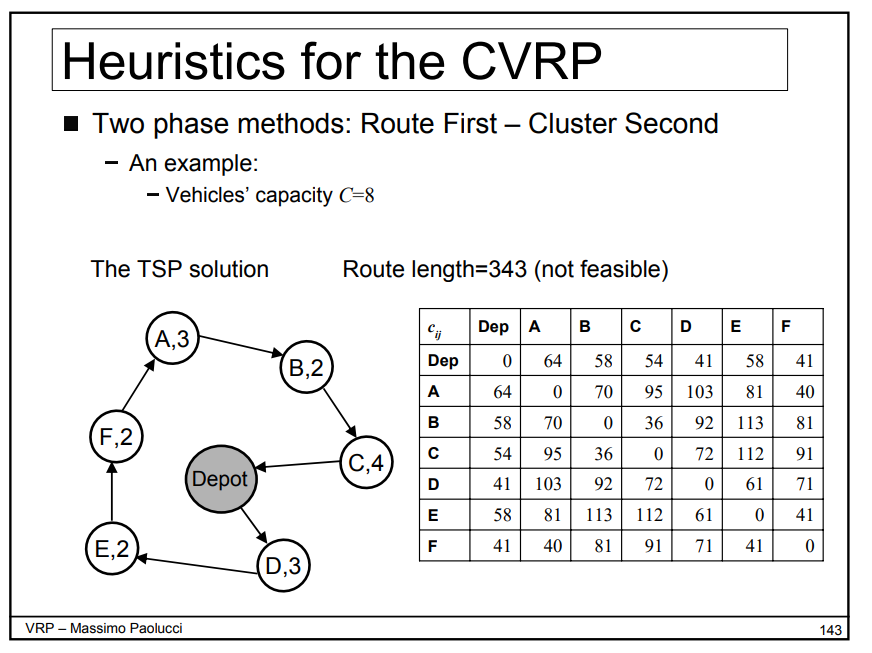 Heuristics for the CVRP
■ Two phase methods: Route First – Cluster Second
– An example:
– Vehicles' capacity C=8
The TSP solution Route length=343 (not feasible)
A,3
B,2
F,2
C,4
Depot
E,2
D,3
cij Dep A B C D E F
Dep 0 64 58 54 41 58 41
A 64 0 70 95 103 81 40
B 58 70 0 36 92 113 81
C 54 95 36 0 72 112 91
D 41 103 92 72 0 61 71
E 58 81 113 112 61 0 41
F 41 40 81 91 71 41 0
VRP – Massimo Paolucci 143